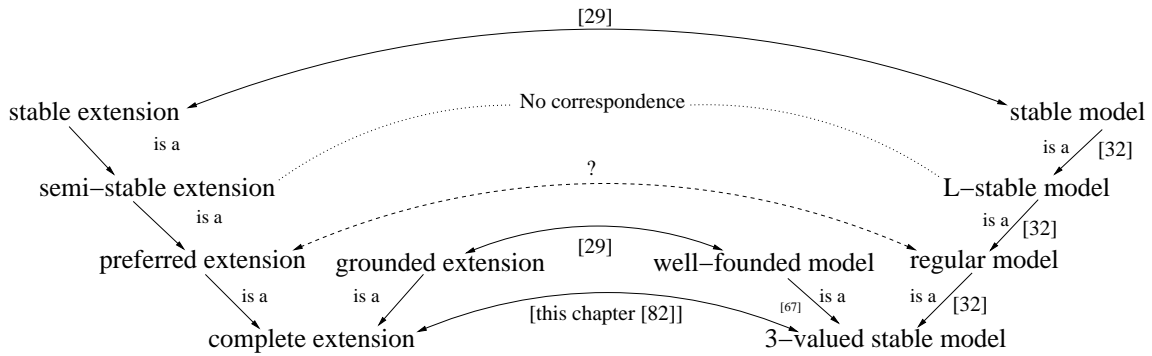 [29]
stable extension No correspondence stable model
is a is a [32]
semi−stable extension ? L−stable model
is a is a [32]
preferred extension grounded extension [29] well−founded model regular model
is a is a [67] is a is a [32]
[this chapter [82]]
complete extension 3−valued stable model